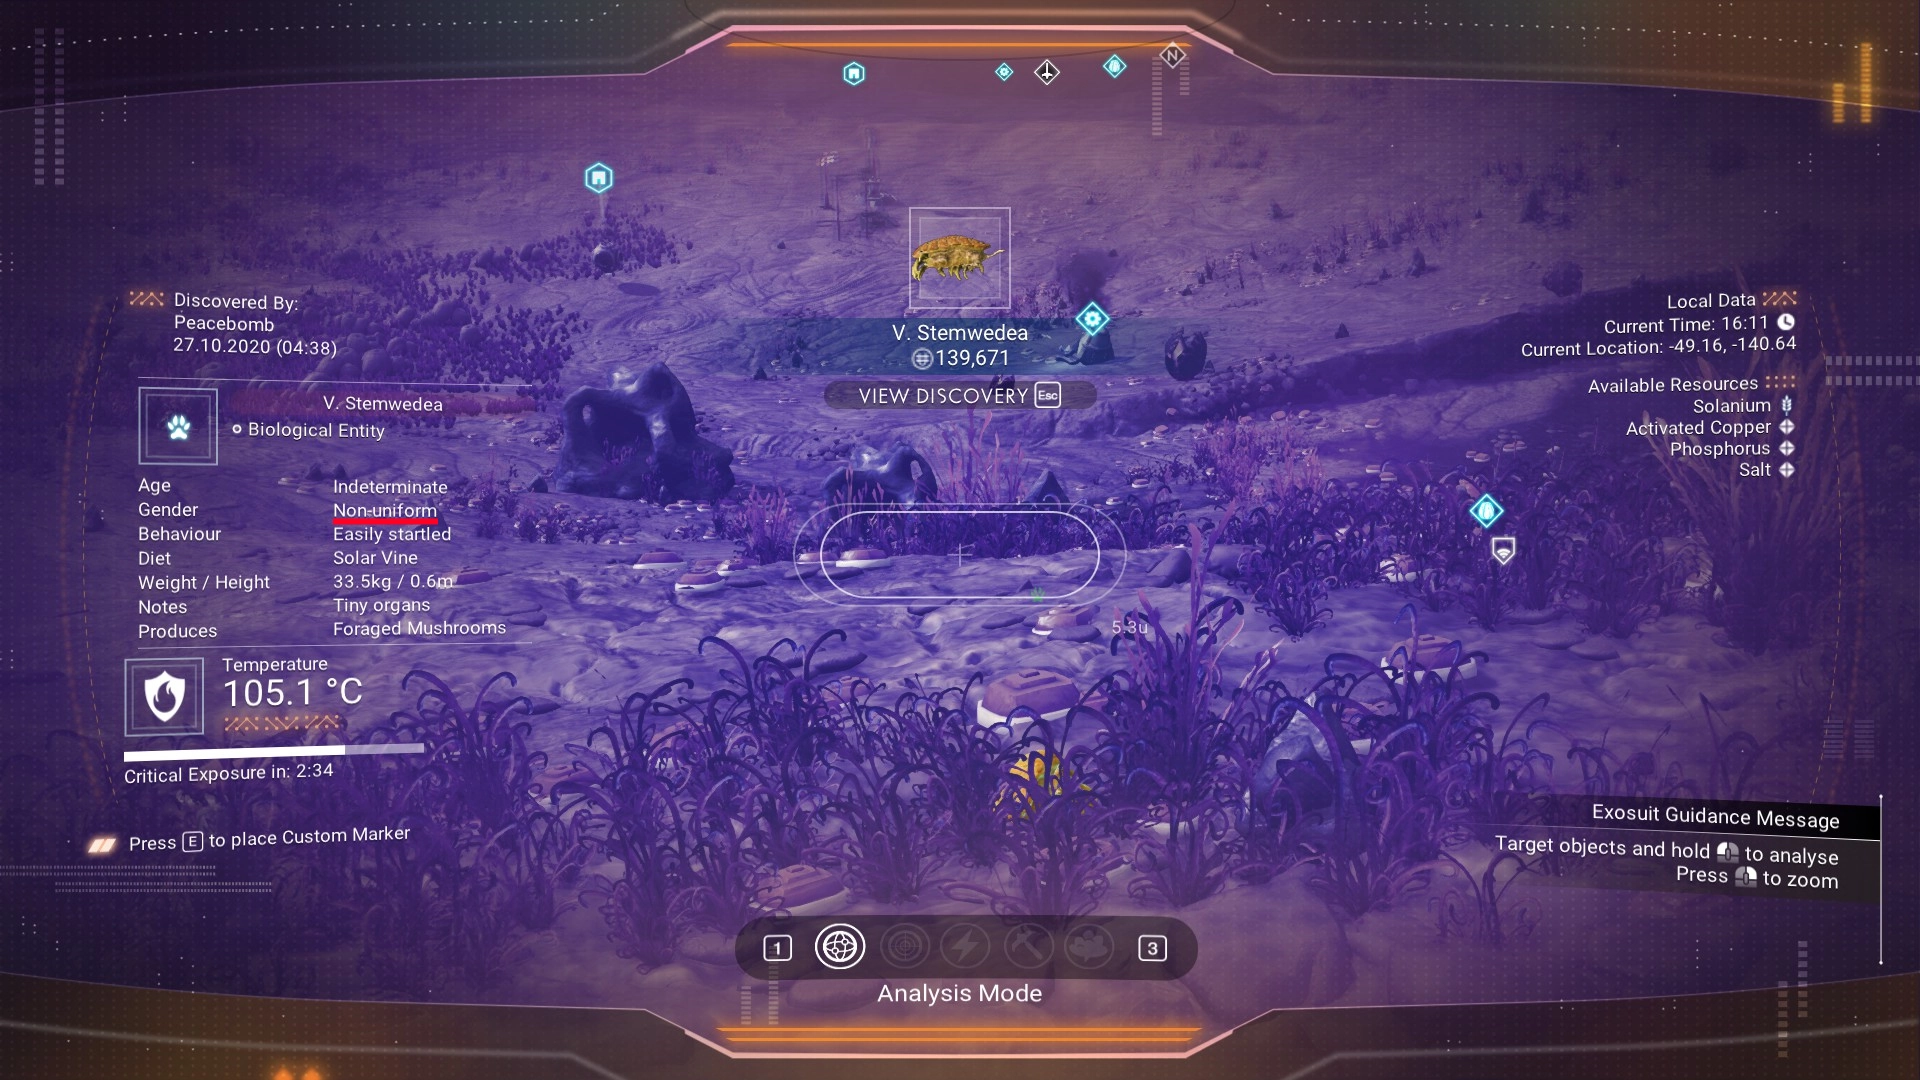 N
V. Stemwedea
139,671
VIEW DISCOVERY Esc
Discovered By:
Peacebomb
27.10.2020 (04:38)
V. Stemwedea
Biological Entity
Age Indeterminate
Gender Non-uniform
Behaviour Easily startled
Diet Solar Vine
Weight / Height 33.5kg / 0.6m
Notes Tiny organs
Produces Foraged Mushrooms
Temperature
105.1 °C
Critical Exposure in: 2:34
Press E to place Custom Marker
Local Data
Current Time: 16:11
Current Location: -49.16, -140.64
Available Resources
Solanium
Activated Copper
Phosphorus
Salt
5.3u
Exosuit Guidance Message
Target objects and hold to analyse
Press to zoom
1 3
Analysis Mode